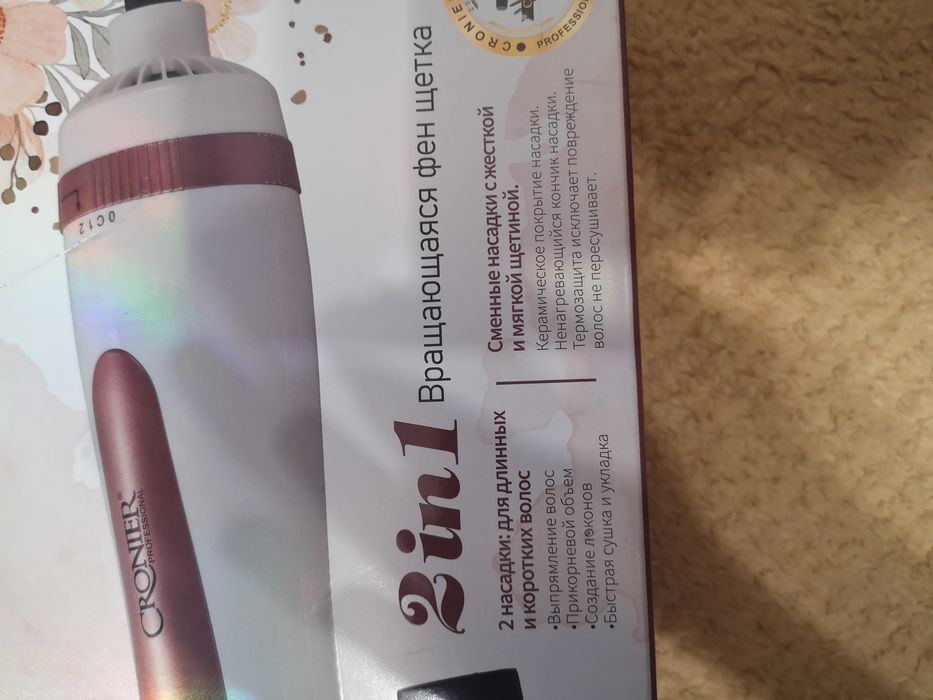 CRONIER
PROFESSIONAL
0C12
CRONIER®
PROFESSIONAL
2in1 Вращающаяся фен щетка
2 насадки: для длинных
и коротких волос
•Выпрямление волос
•Прикорневой объем
•Создание локонов
•Быстрая сушка и укладка
Сменные насадки с жесткой
и мягкой щетиной.
Керамическое покрытие насадки.
Ненагревающийся кончик насадки.
Термозащита исключает повреждение
волос не пересушивает.